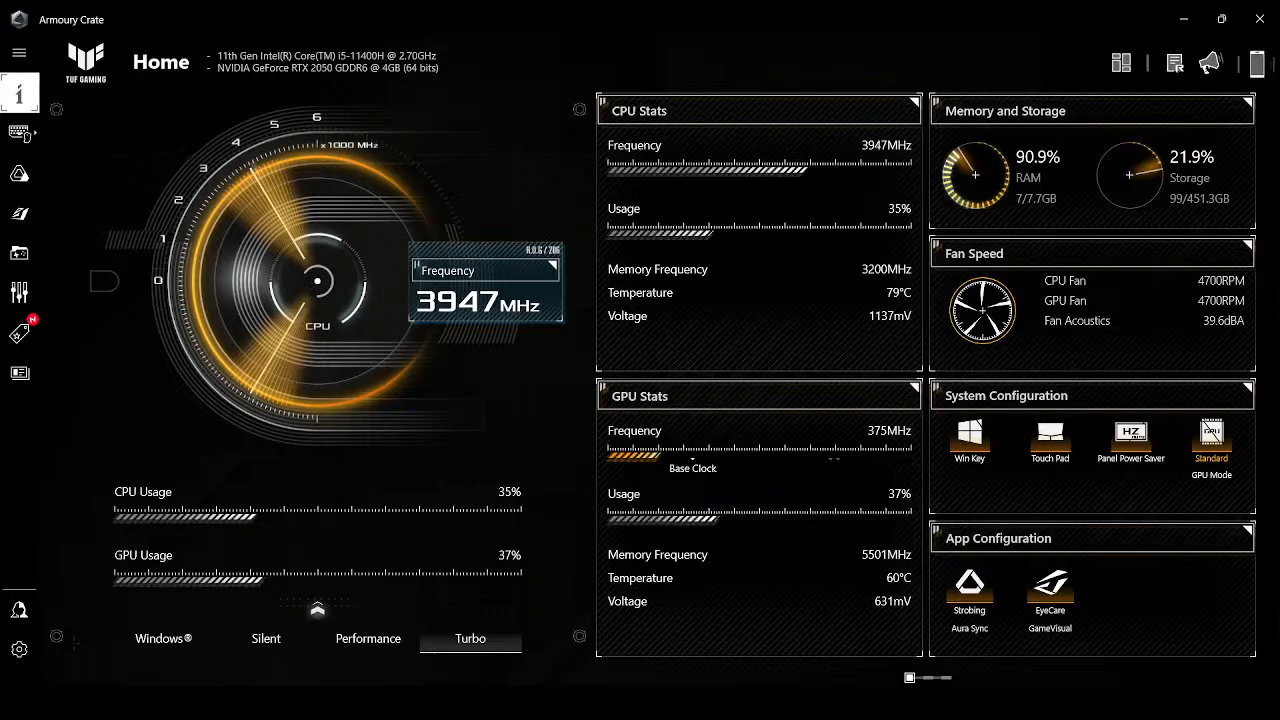 Armoury Crate
TUF GAMING
Home
- 11th Gen Intel(R) Core(TM) i5-11400H @ 2.70GHz
- NVIDIA GeForce RTX 2050 GDDR6 @ 4GB (64 bits)
6
5
4
3
2
1
0
x 1000 MHz
CPU
R.O.G / 286
Frequency
3947MHz
CPU Usage 35%
GPU Usage 37%
Windows® Silent Performance Turbo
CPU Stats
Frequency 3947MHz
Usage 35%
Memory Frequency 3200MHz
Temperature 79°C
Voltage 1137mV
GPU Stats
Frequency 375MHz
Base Clock
Usage 37%
Memory Frequency 5501MHz
Temperature 60°C
Voltage 631mV
Memory and Storage
90.9%
RAM
7/7.7GB
21.9%
Storage
99/451.3GB
Fan Speed
CPU Fan 4700RPM
GPU Fan 4700RPM
Fan Acoustics 39.6dBA
System Configuration
Win Key
Touch Pad
HZ
Panel Power Saver
GPU
Standard
GPU Mode
App Configuration
Strobing
Aura Sync
EyeCare
GameVisual
N